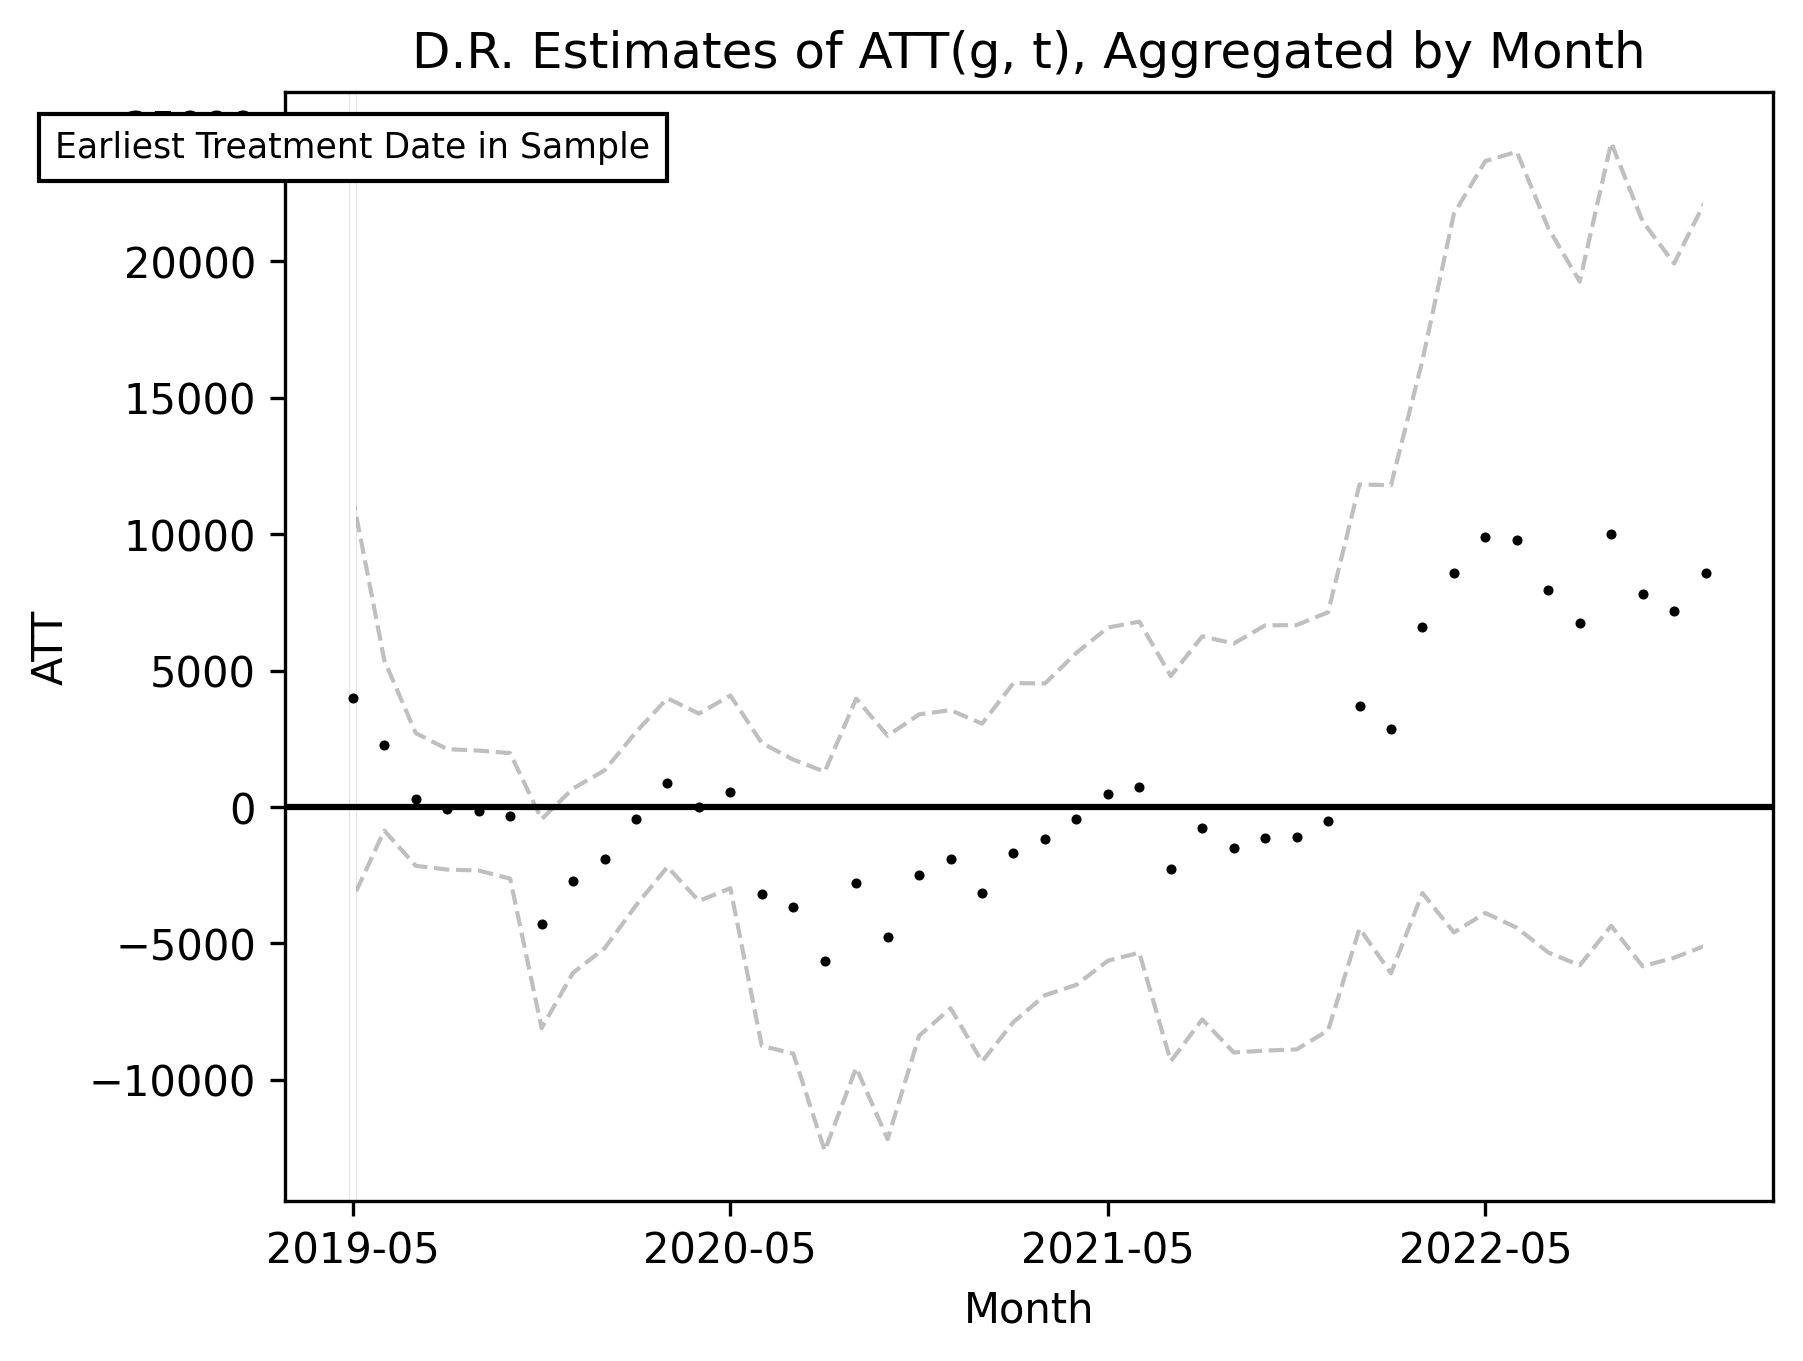 D.R. Estimates of ATT(g, t), Aggregated by Month
Earliest Treatment Date in Sample
20000
15000
10000
5000
0
−5000
−10000
ATT
2019-05
2020-05
2021-05
2022-05
Month